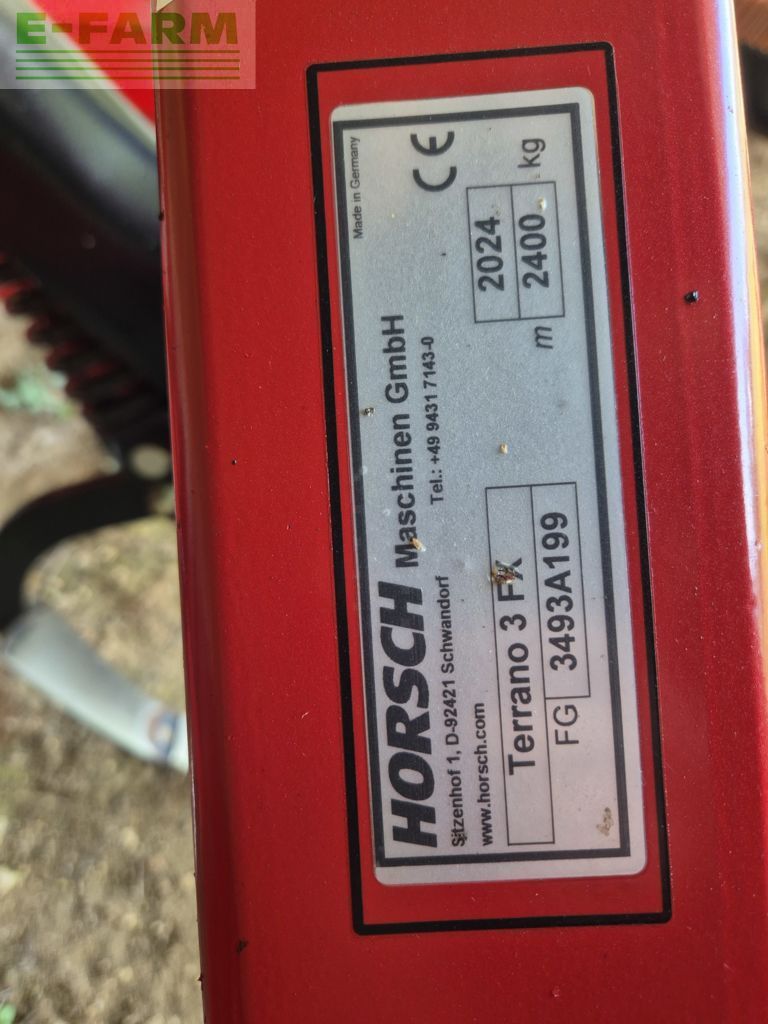 E-FARM
HORSCH Maschinen GmbH
Made in Germany
Sitzenhof 1, D-92421 Schwandorf
Tel.: +49 9431 7143-0
CE
www.horsch.com
Terrano 3 FX
2024
FG 3493A199
m 2400 kg